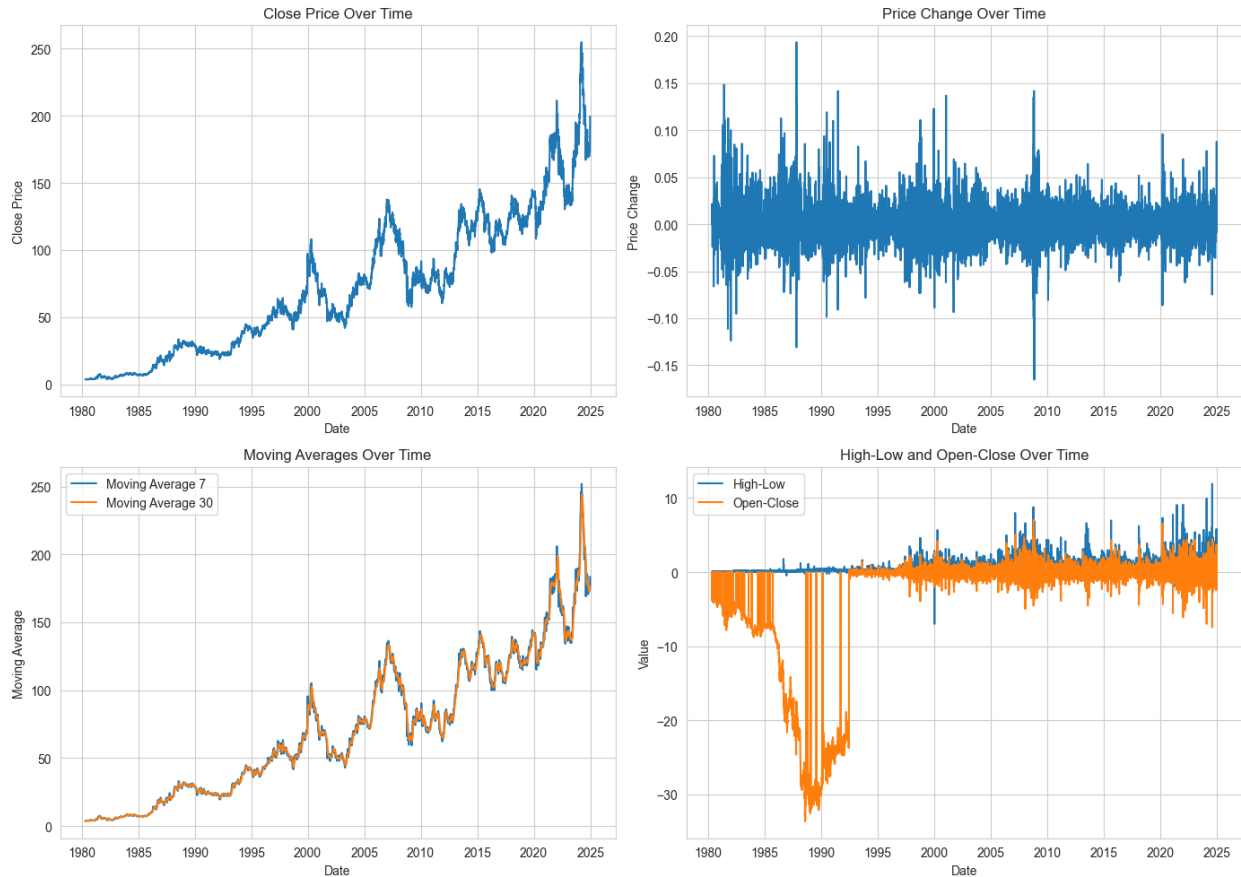 Close Price Over Time
250
200
150
100
50
0
Close Price
1980 1985 1990 1995 2000 2005 2010 2015 2020 2025
Date
Price Change Over Time
0.20
0.15
0.10
0.05
0.00
−0.05
−0.10
−0.15
Price Change
1980 1985 1990 1995 2000 2005 2010 2015 2020 2025
Date
Moving Averages Over Time
Moving Average 7
Moving Average 30
250
200
150
100
50
0
Moving Average
1980 1985 1990 1995 2000 2005 2010 2015 2020 2025
Date
High-Low and Open-Close Over Time
High-Low
Open-Close
10
0
−10
−20
−30
Value
1980 1985 1990 1995 2000 2005 2010 2015 2020 2025
Date